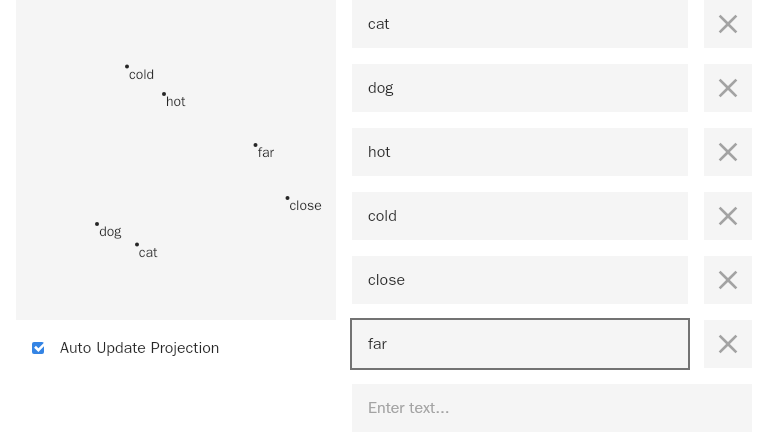 cold
hot
far
close
dog
cat
Auto Update Projection
cat
dog
hot
cold
close
far
Enter text...